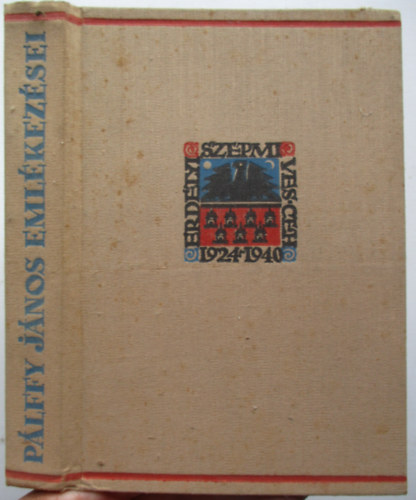 PÁLFFY JÁNOS EMLÉKEZÉSEI
ERDÉLYI
SZÉPMI
VES·CÉH
1924-1940